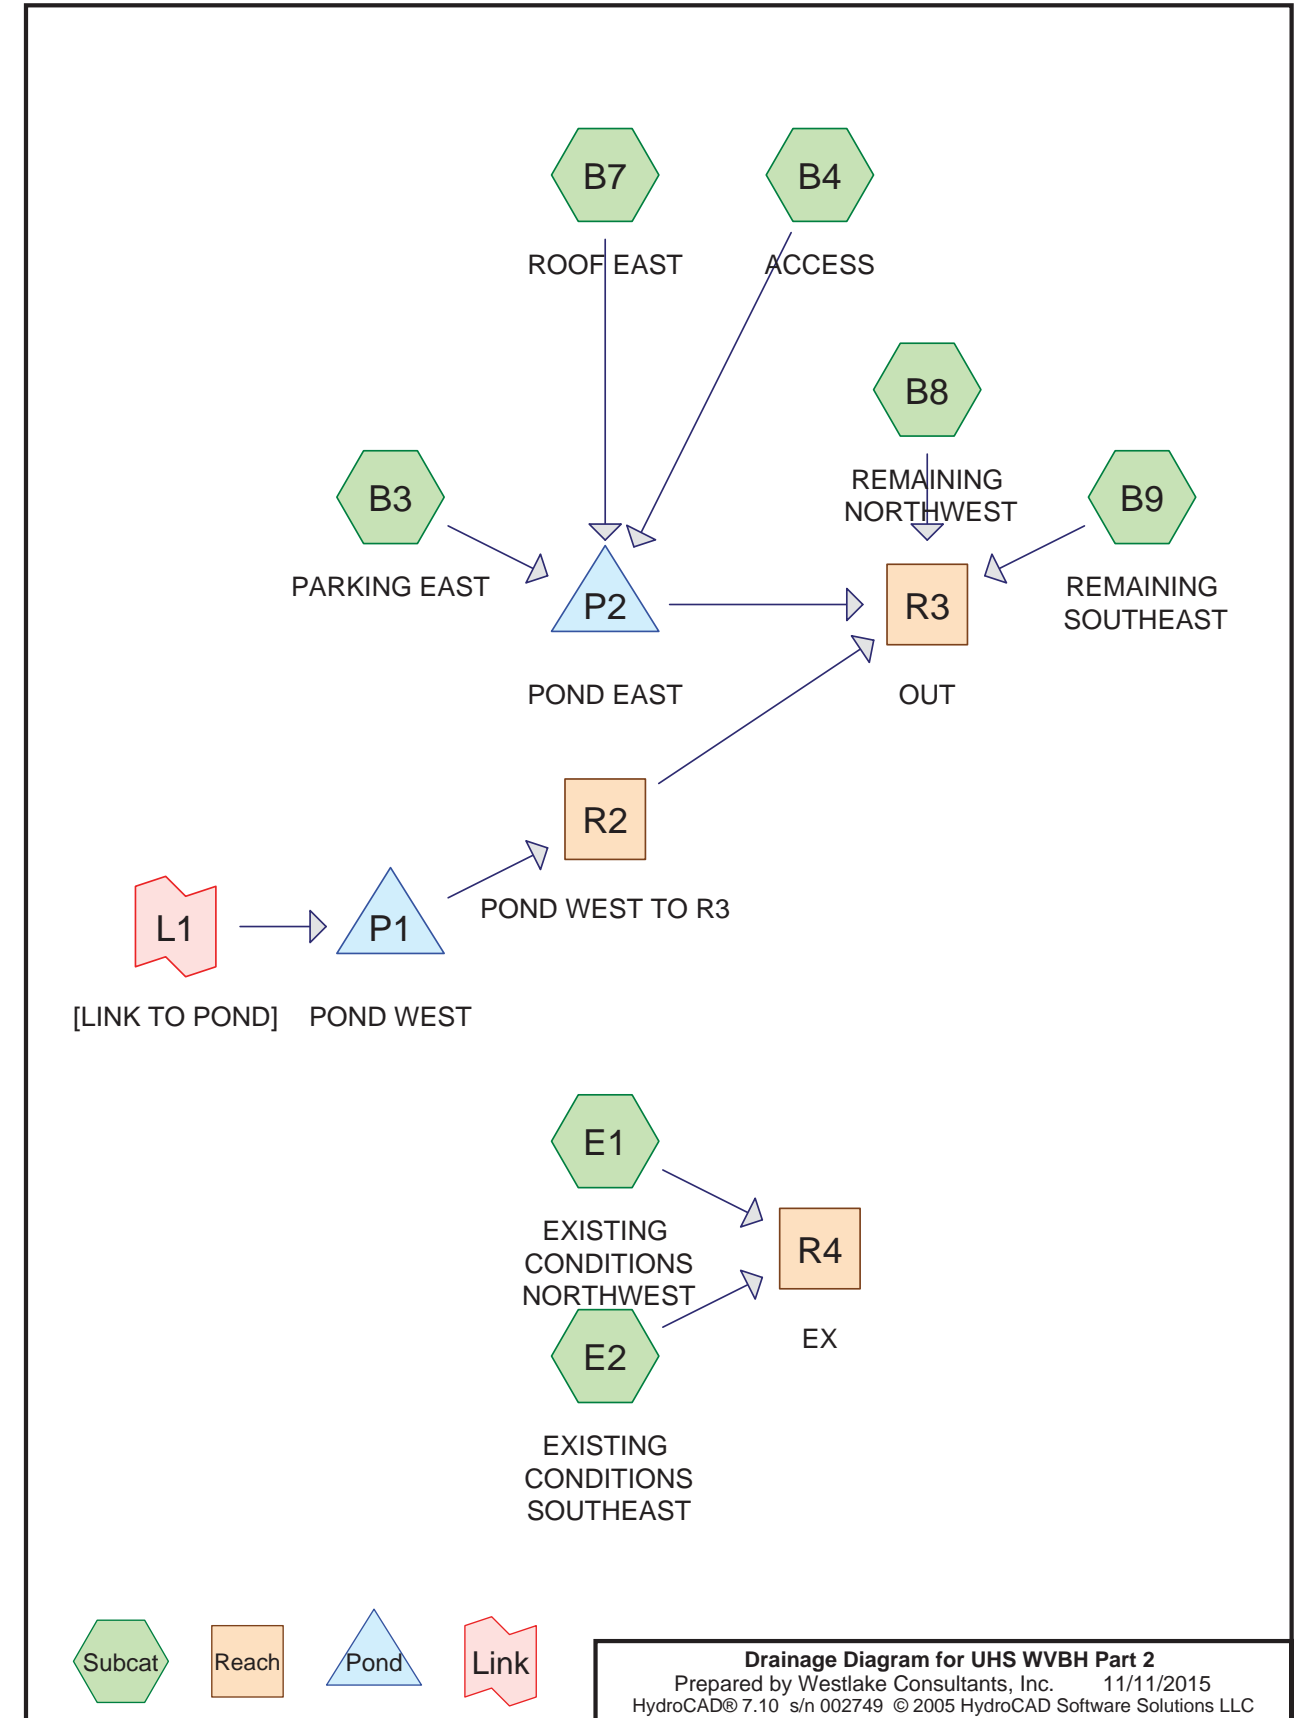 B7
B4
ROOF EAST
ACCESS
B8
B3
REMAINING
NORTHWEST
B9
PARKING EAST
P2
R3
REMAINING
SOUTHEAST
POND EAST
OUT
R2
L1
P1
POND WEST TO R3
[LINK TO POND]
POND WEST
E1
EXISTING
CONDITIONS
NORTHWEST
R4
E2
EX
EXISTING
CONDITIONS
SOUTHEAST
Subcat
Reach
Pond
Link
Drainage Diagram for UHS WVBH Part 2
Prepared by Westlake Consultants, Inc. 11/11/2015
HydroCAD® 7.10 s/n 002749 © 2005 HydroCAD Software Solutions LLC